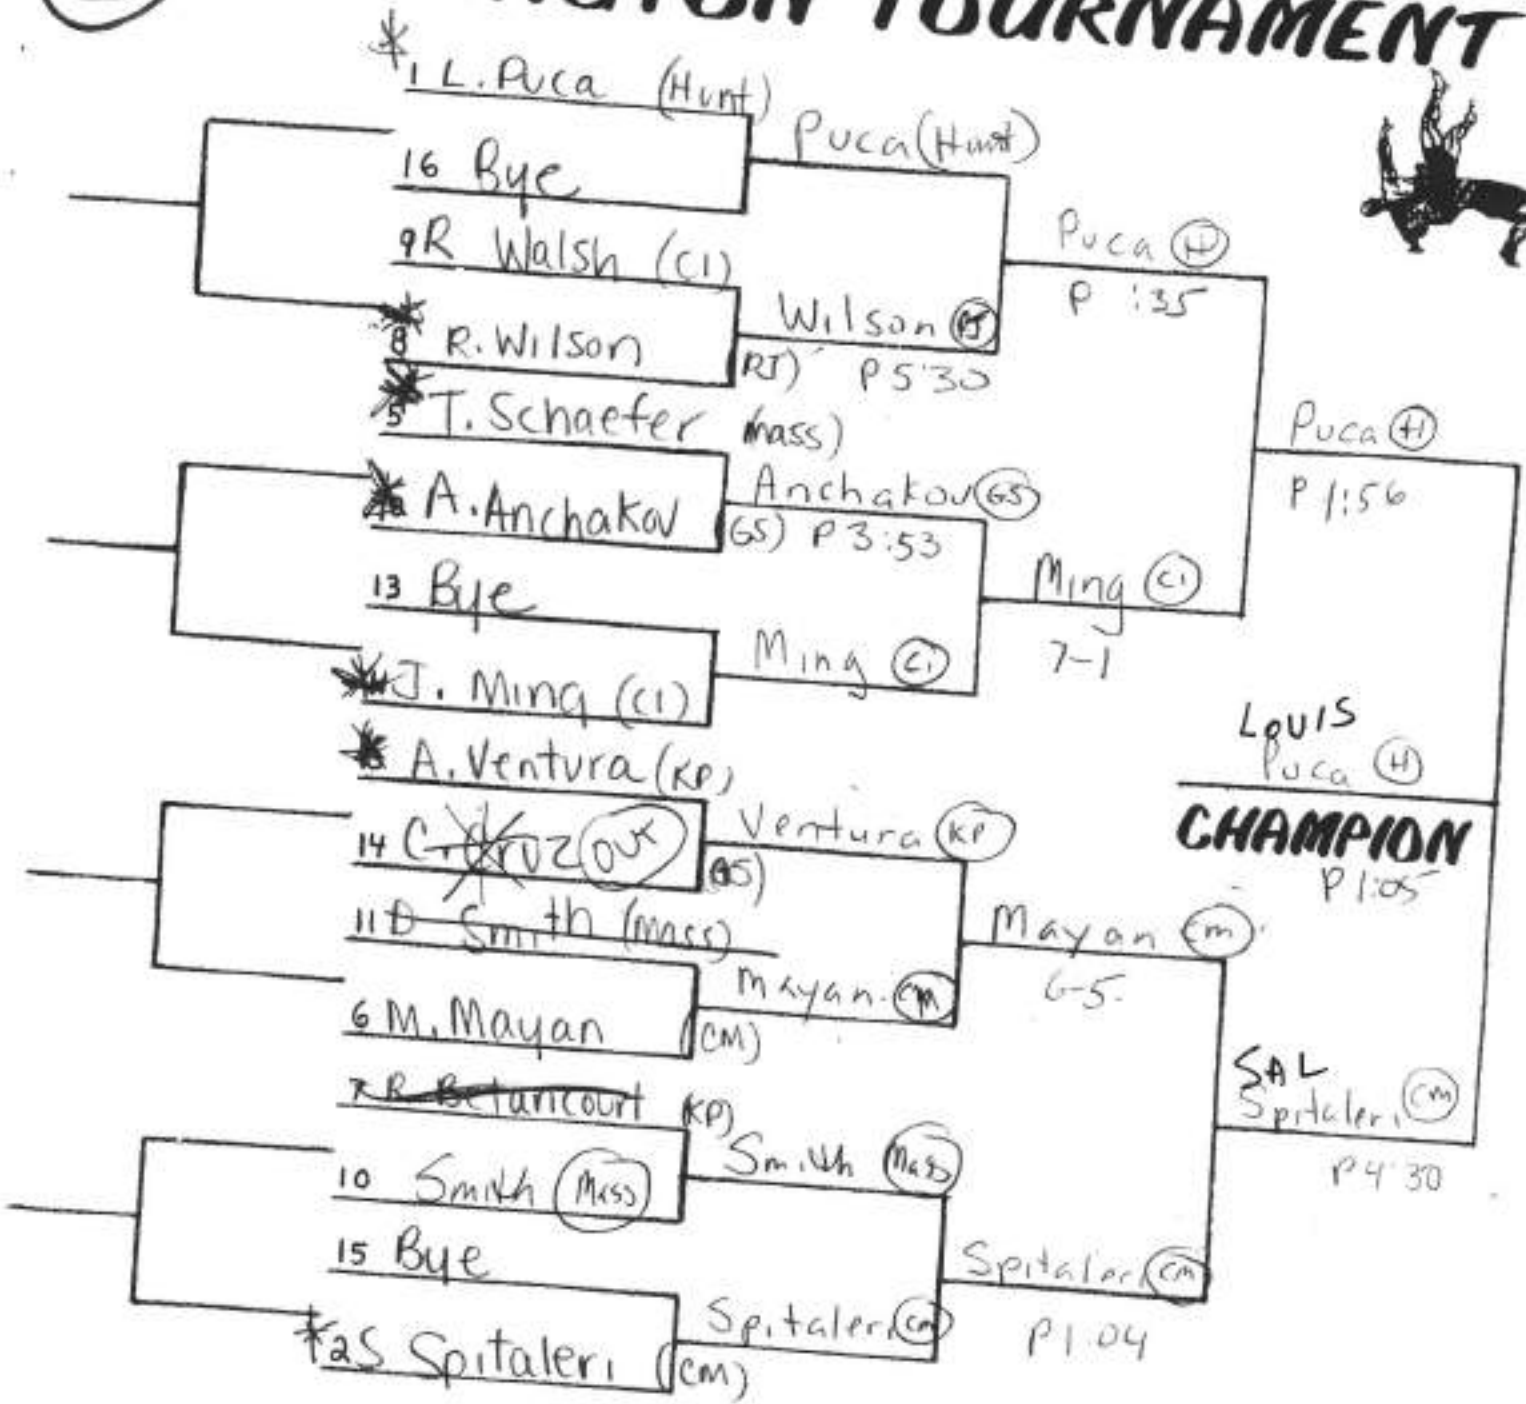 TOURNAMENT
*1 L. Puca (Hunt)
Puca (Hunt)
16 Bye
9 R Walsh (CI)
Puca (H)
P :35
*8 R. Wilson (RJ)
Wilson (RJ)
P 5:30
*5 T. Schaefer (Mass)
Puca (H)
P 1:56
* A. Anchakov (GS)
Anchakov (GS)
P 3:53
13 Bye
Ming (CI)
7-1
* J. Ming (CI)
Ming (CI)
* A. Ventura (KP)
LOUIS
Puca (H)
CHAMPION
P 1:05
14 C. Cruz OUT (GS)
Ventura (KP)
11 D Smith (Mass)
Mayan (CM)
6-5
6 M. Mayan (CM)
Mayan (CM)
7 R Betancourt (KP)
SAL
Spitaleri (CM)
P 4:30
10 Smith (Mass)
Smith (Mass)
15 Bye
Spitaleri (CM)
P 1:04
*2 S Spitaleri (CM)
Spitaleri (CM)